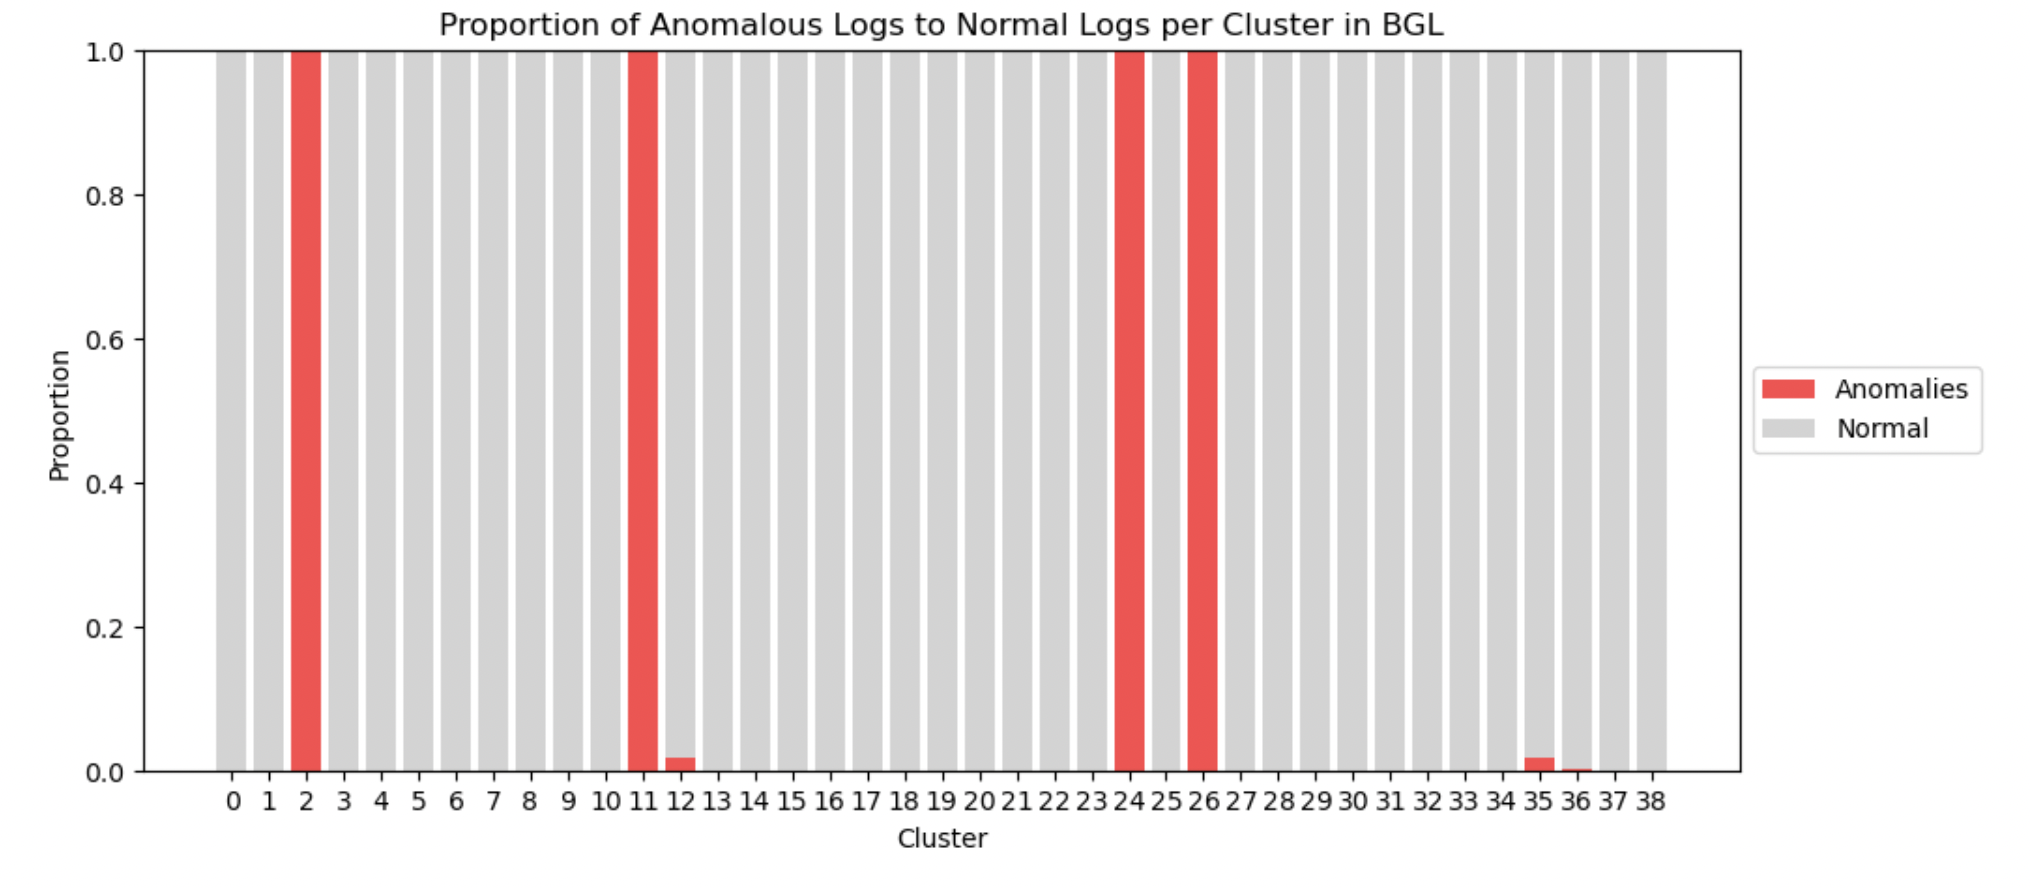 Proportion of Anomalous Logs to Normal Logs per Cluster in BGL
1.0
0.8
0.6
0.4
0.2
0.0
Proportion
0 1 2 3 4 5 6 7 8 9 10 11 12 13 14 15 16 17 18 19 20 21 22 23 24 25 26 27 28 29 30 31 32 33 34 35 36 37 38
Cluster
Anomalies
Normal